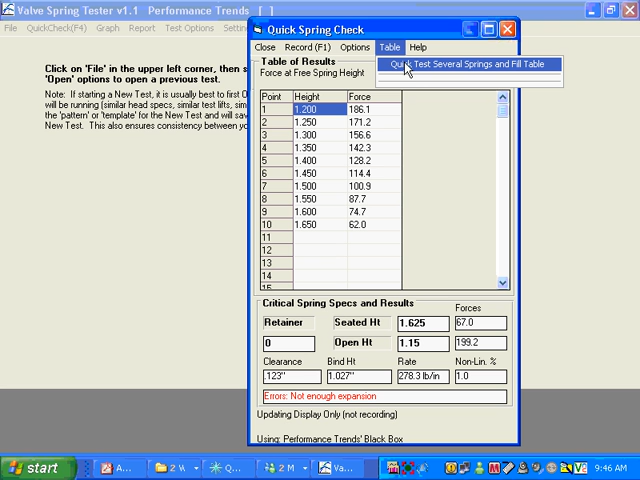 Valve Spring Tester v1.1 Performance Trends [ ]
File QuickCheck(F4) Graph Report Test Options
Click on 'File' in the upper left corner, then s
'Open' options to open a previous test.
Note: If starting a New Test, it is usually best to first O
will be running (similar head specs, similar test lifts, sim
the 'pattern' or 'template' for the New Test and will sav
New Test. This also ensures consistency between yo
Quick Spring Check
Close Record (F1) Options Table Help
Quick Test Several Springs and Fill Table
Table of Results
Force at Free Spring Height
Point Height Force
1 1.200 186.1
2 1.250 171.2
3 1.300 156.6
4 1.350 142.3
5 1.400 128.2
6 1.450 114.4
7 1.500 100.9
8 1.550 87.7
9 1.600 74.7
10 1.650 62.0
11
12
13
14
15
Critical Spring Specs and Results
Forces
Retainer Seated Ht 1.625 67.0
0 Open Ht 1.15 199.2
Clearance Bind Ht Rate Non-Lin. %
.123" 1.027" 278.3 lb/in 1.0
Errors: Not enough expansion
Updating Display Only (not recording)
Using: Performance Trends' Black Box
start A... 2 W Q... 2 M Va... 9:46 AM